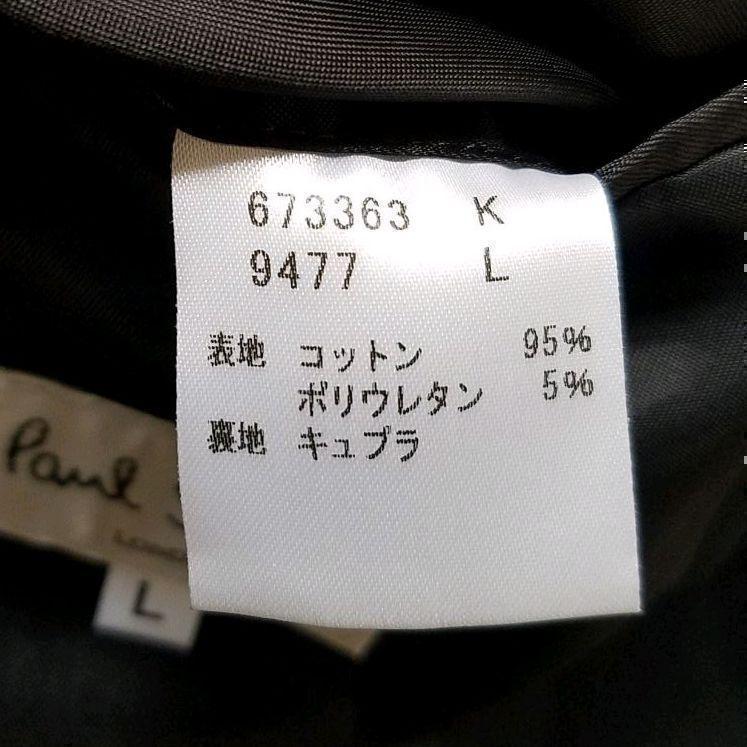 673363 K
9477 L
表地 コットン 95%
ポリウレタン 5%
裏地 キュプラ
Paul
L